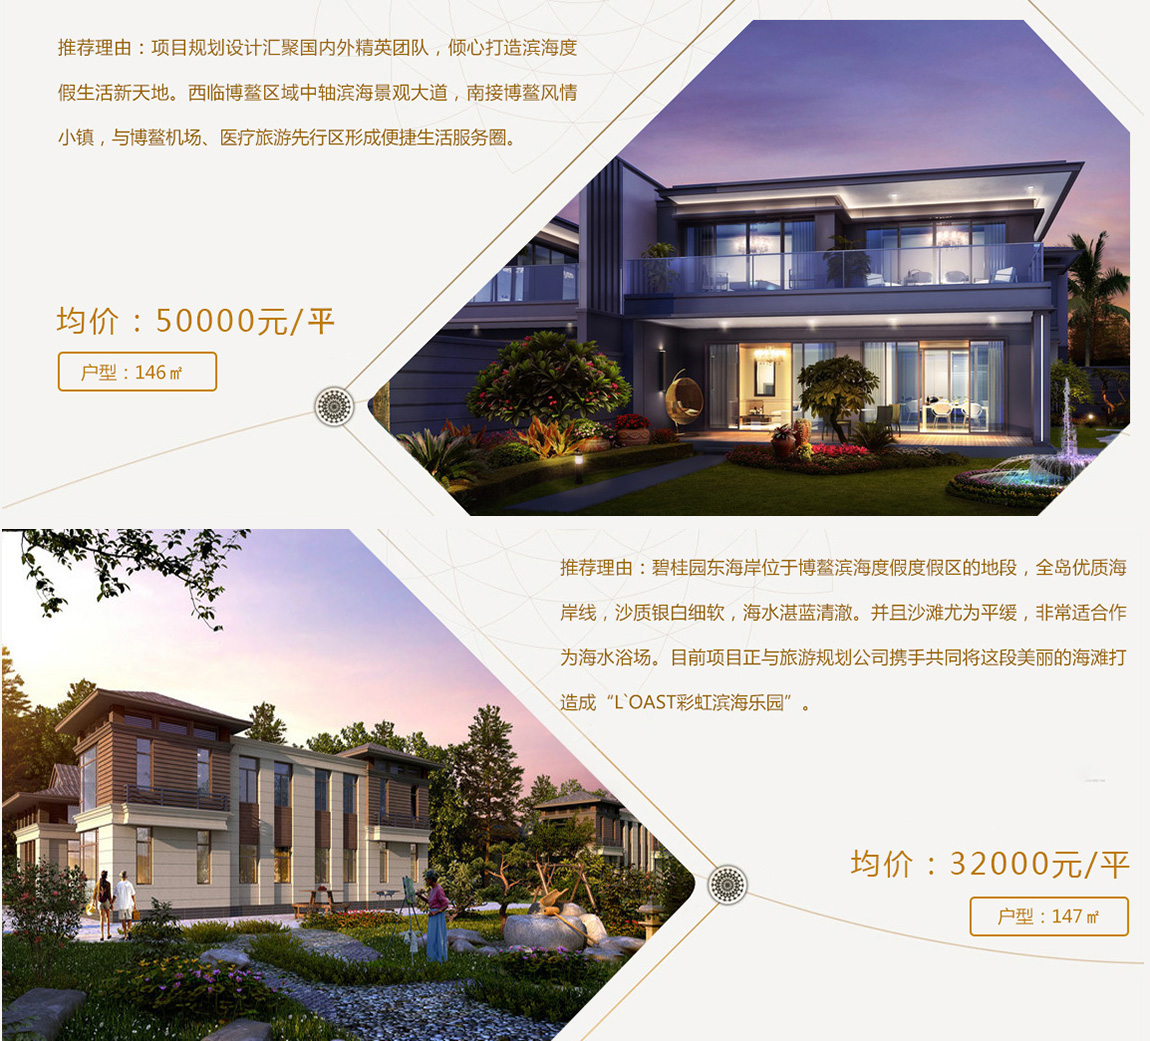 推荐理由：项目规划设计汇聚国内外精英团队，倾心打造滨海度
假生活新天地。西临博鳌区域中轴滨海景观大道，南接博鳌风情
小镇，与博鳌机场、医疗旅游先行区形成便捷生活服务圈。
均价：50000元/平
户型：146㎡
推荐理由：碧桂园东海岸位于博鳌滨海度假度假区的地段，全岛优质海
岸线，沙质银白细软，海水湛蓝清澈。并且沙滩尤为平缓，非常适合作
为海水浴场。目前项目正与旅游规划公司携手共同将这段美丽的海滩打
造成“L`OAST彩虹滨海乐园”。
均价：32000元/平
户型：147㎡